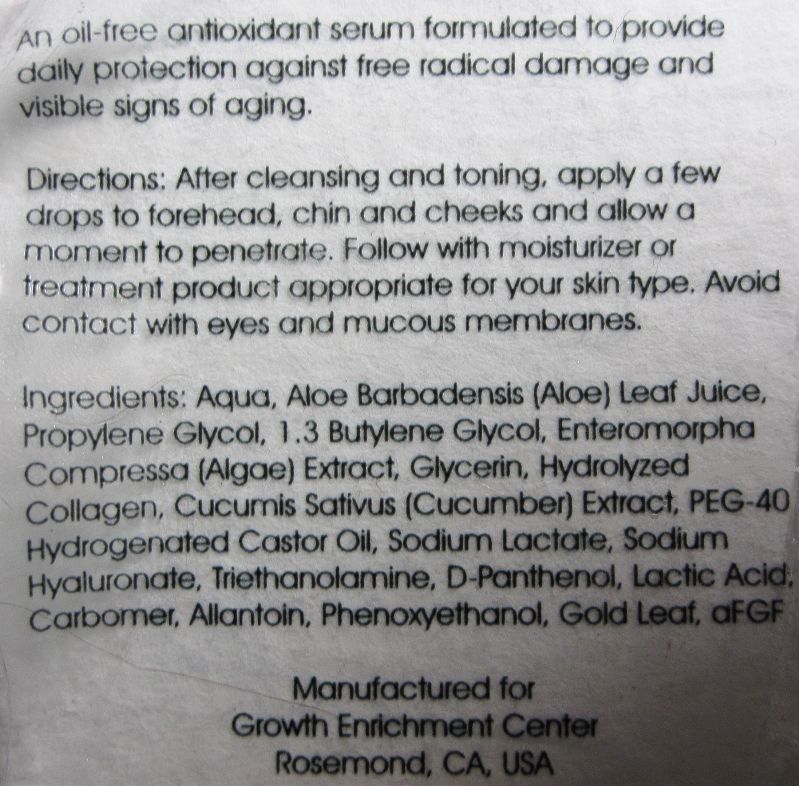 An oil-free antioxidant serum formulated to provide
daily protection against free radical damage and
visible signs of aging.
Directions: After cleansing and toning, apply a few
drops to forehead, chin and cheeks and allow a
moment to penetrate. Follow with moisturizer or
treatment product appropriate for your skin type. Avoid
contact with eyes and mucous membranes.
Ingredients: Aqua, Aloe Barbadensis (Aloe) Leaf Juice,
Propylene Glycol, 1.3 Butylene Glycol, Enteromorpha
Compressa (Algae) Extract, Glycerin, Hydrolyzed
Collagen, Cucumis Sativus (Cucumber) Extract, PEG-40
Hydrogenated Castor Oil, Sodium Lactate, Sodium
Hyaluronate, Triethanolamine, D-Panthenol, Lactic Acid,
Carbomer, Allantoin, Phenoxyethanol, Gold Leaf, aFGF
Manufactured for
Growth Enrichment Center
Rosemond, CA, USA